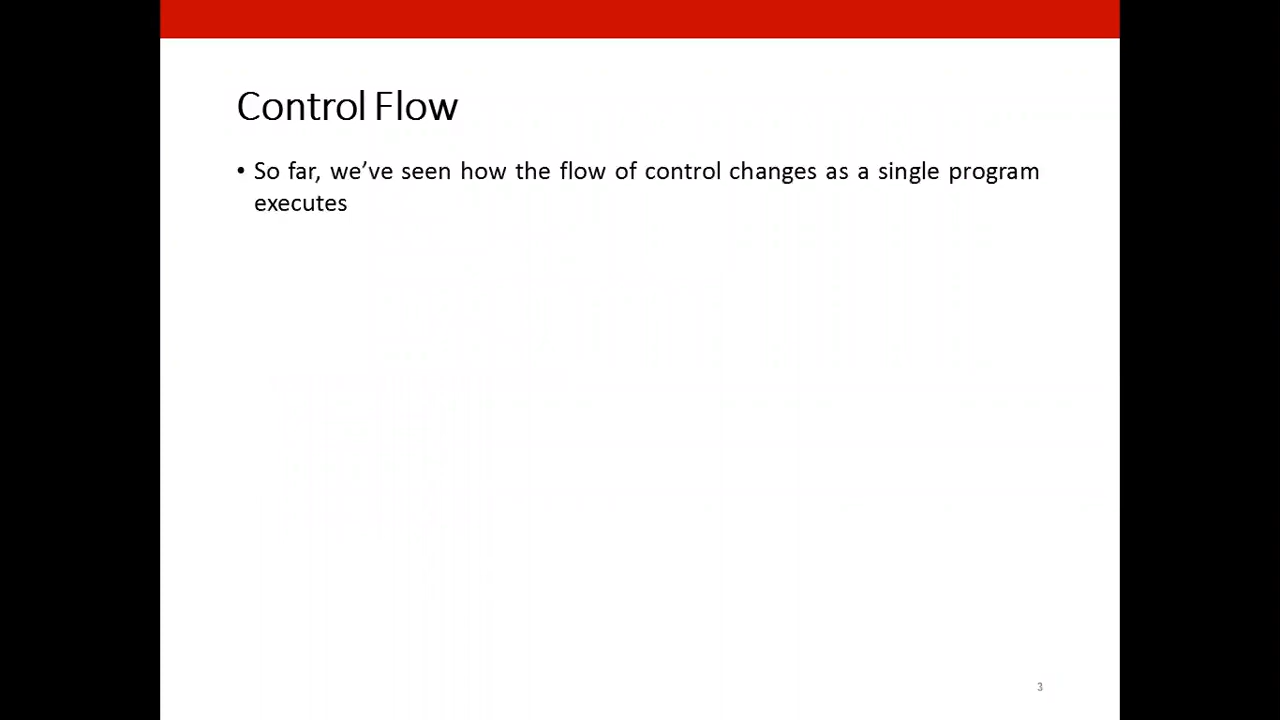 Control Flow
• So far, we’ve seen how the flow of control changes as a single program
executes
3